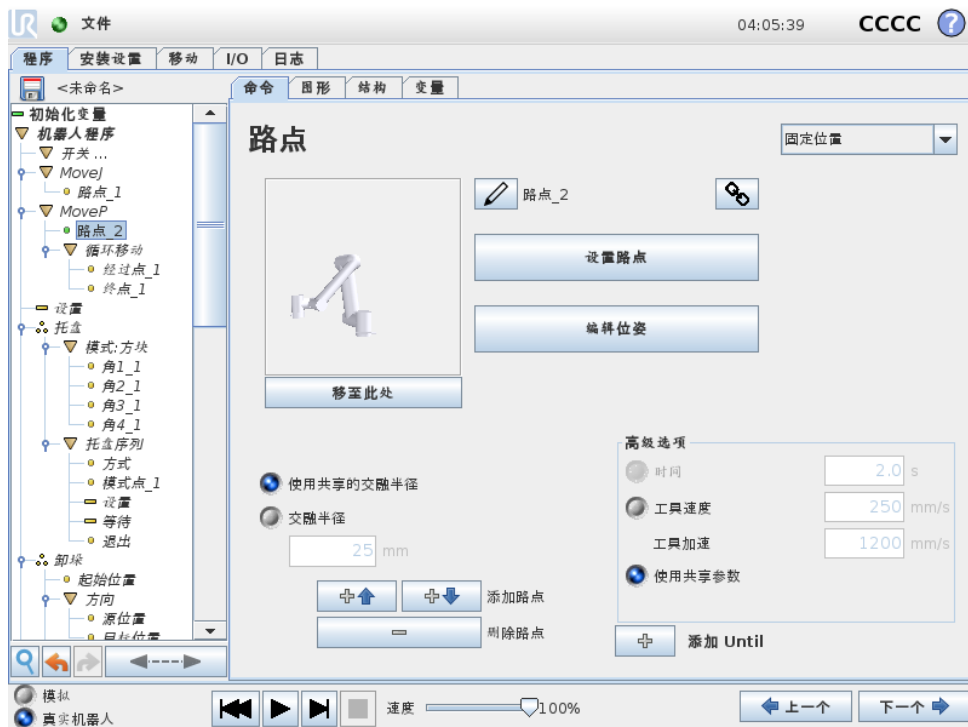 UR 文件 04:05:39 CCCC ?
程序 安装设置 移动 I/O 日志
<未命名> 命令 图形 结构 变量
初始化变量
机器人程序
开关 ...
MoveJ
路点_1
MoveP
路点_2
循环移动
经过点_1
终点_1
设置
托盘
模式:方块
角1_1
角2_1
角3_1
角4_1
托盘序列
方式
模式点_1
设置
等待
退出
卸垛
起始位置
方向
源位置
目标位置
路点 固定位置
路点_2
设置路点
编辑位姿
移至此处
使用共享的交融半径
交融半径
25 mm
添加路点
删除路点
高级选项
时间 2.0 s
工具速度 250 mm/s
工具加速 1200 mm/s
使用共享参数
添加 Until
模拟
真实机器人
速度 100%
上一个 下一个